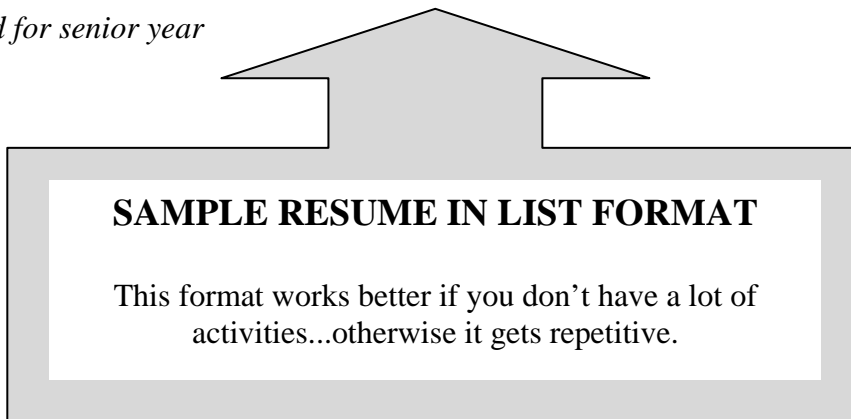 for senior year
SAMPLE RESUME IN LIST FORMAT
This format works better if you don’t have a lot of
activities...otherwise it gets repetitive.